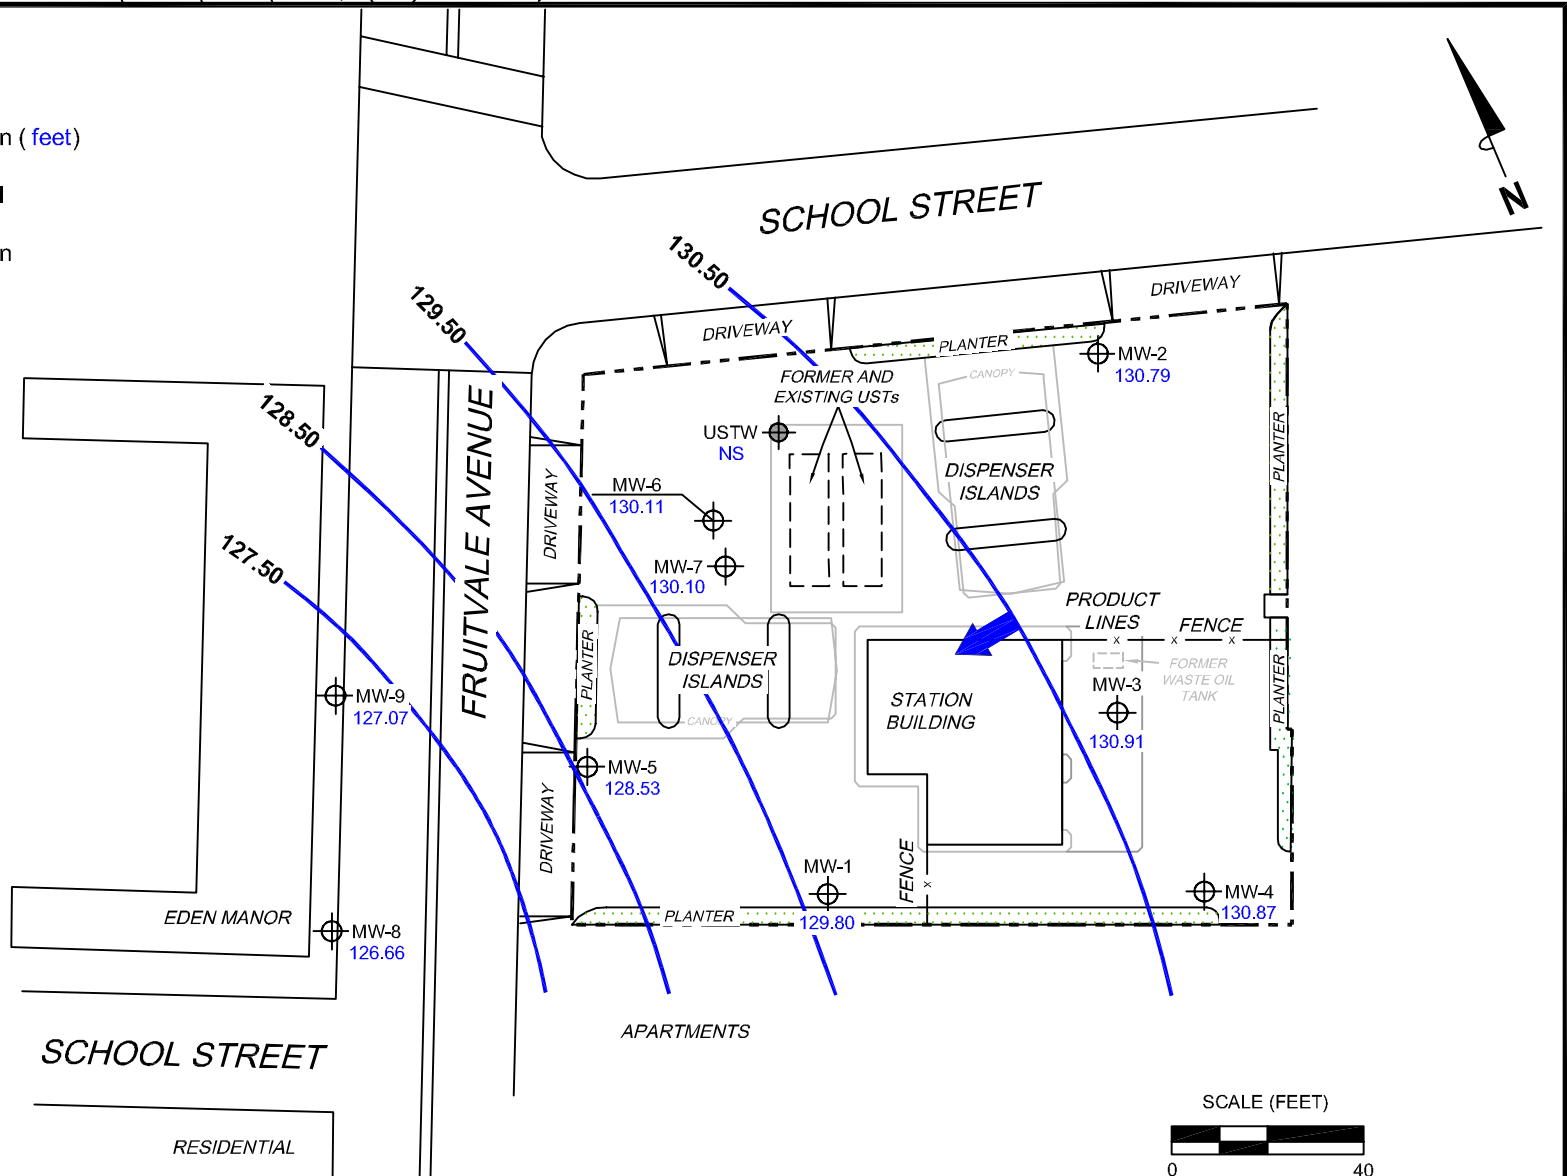 n ( feet)
n
N
SCHOOL STREET
130.50
129.50
128.50
127.50
DRIVEWAY
DRIVEWAY
PLANTER
MW-2
130.79
CANOPY
FORMER AND
EXISTING USTs
USTW
NS
DISPENSER
ISLANDS
PLANTER
MW-6
130.11
MW-7
130.10
FRUITVALE AVENUE
DRIVEWAY
PRODUCT
LINES
FENCE
x x x
FORMER
WASTE OIL
TANK
PLANTER
DISPENSER
ISLANDS
CANOPY
PLANTER
STATION
BUILDING
MW-3
130.91
MW-9
127.07
MW-5
128.53
DRIVEWAY
MW-1
129.80
FENCE
x
MW-4
130.87
PLANTER
EDEN MANOR
MW-8
126.66
APARTMENTS
SCHOOL STREET
RESIDENTIAL
SCALE (FEET)
0 40